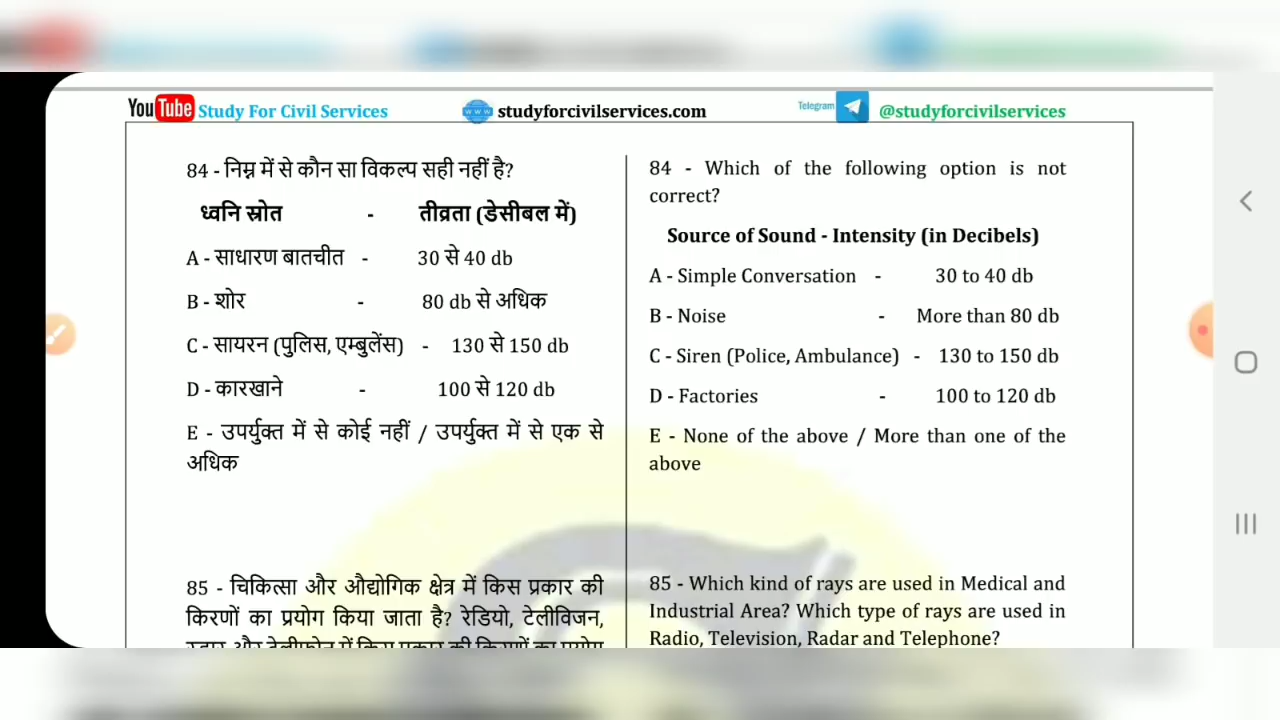 YouTube Study For Civil Services
www studyforcivilservices.com
Telegram @studyforcivilservices
84 - निम्न में से कौन सा विकल्प सही नहीं है?
ध्वनि स्रोत - तीव्रता (डेसीबल में)
A - साधारण बातचीत - 30 से 40 db
B - शोर - 80 db से अधिक
C - सायरन (पुलिस, एम्बुलेंस) - 130 से 150 db
D - कारखाने - 100 से 120 db
E - उपर्युक्त में से कोई नहीं / उपर्युक्त में से एक से
अधिक
85 - चिकित्सा और औद्योगिक क्षेत्र में किस प्रकार की
किरणों का प्रयोग किया जाता है? रेडियो, टेलीविजन,
84 - Which of the following option is not
correct?
Source of Sound - Intensity (in Decibels)
A - Simple Conversation - 30 to 40 db
B - Noise - More than 80 db
C - Siren (Police, Ambulance) - 130 to 150 db
D - Factories - 100 to 120 db
E - None of the above / More than one of the
above
85 - Which kind of rays are used in Medical and
Industrial Area? Which type of rays are used in
Radio, Television, Radar and Telephone?